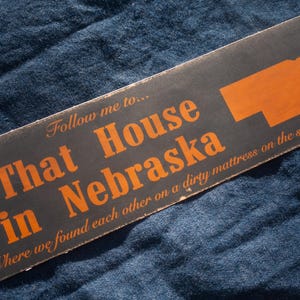 Follow me to...
That House
in Nebraska
Where we found each other on a dirty mattress on the